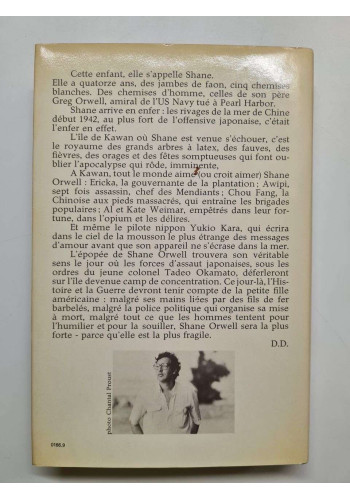 Cette enfant, elle s'appelle Shane.
Elle a quatorze ans, des jambes de faon, cinq chemises
blanches. Des chemises d'homme, celles de son père
Greg Orwell, amiral de l'US Navy tué à Pearl Harbor.
Shane arrive en enfer : les rivages de la mer de Chine
début 1942, au plus fort de l'offensive japonaise, c'était
l'enfer en effet.
L'île de Kawan où Shane est venue s'échouer, c'est
le royaume des grands arbres à latex, des fauves, des
fièvres, des orages et des fêtes somptueuses qui font ou-
blier l'apocalypse qui rôde, imminente.
A Kawan, tout le monde aime (ou croit aimer) Shane
Orwell : Ericka, la gouvernante de la plantation ; Awipi,
sept fois assassin, chef des Mendiants ; Chou Fang, la
Chinoise aux pieds massacrés, qui entraîne les brigades
populaires ; Al et Kate Weimar, empêtrés dans leur for-
tune, dans l'opium et les délires.
Et même le pilote nippon Yukio Kara, qui écrira
dans le ciel de la mousson le plus étrange des messages
d'amour avant que son appareil ne s'écrase dans la mer.
L'épopée de Shane Orwell trouvera son véritable
sens le jour où les forces d'assaut japonaises, sous les
ordres du jeune colonel Tadeo Okamato, déferleront
sur l'île devenue camp de concentration. Ce jour-là, l'His-
toire et la Guerre devront tenir compte de la petite fille
américaine : malgré ses mains liées par des fils de fer
barbelés, malgré la police politique qui organise sa mise
à mort, malgré tout ce que les hommes tentent pour
l'humilier et pour la souiller, Shane Orwell sera la plus
forte - parce qu'elle est la plus fragile.
D.D.
photo Chantal Proust